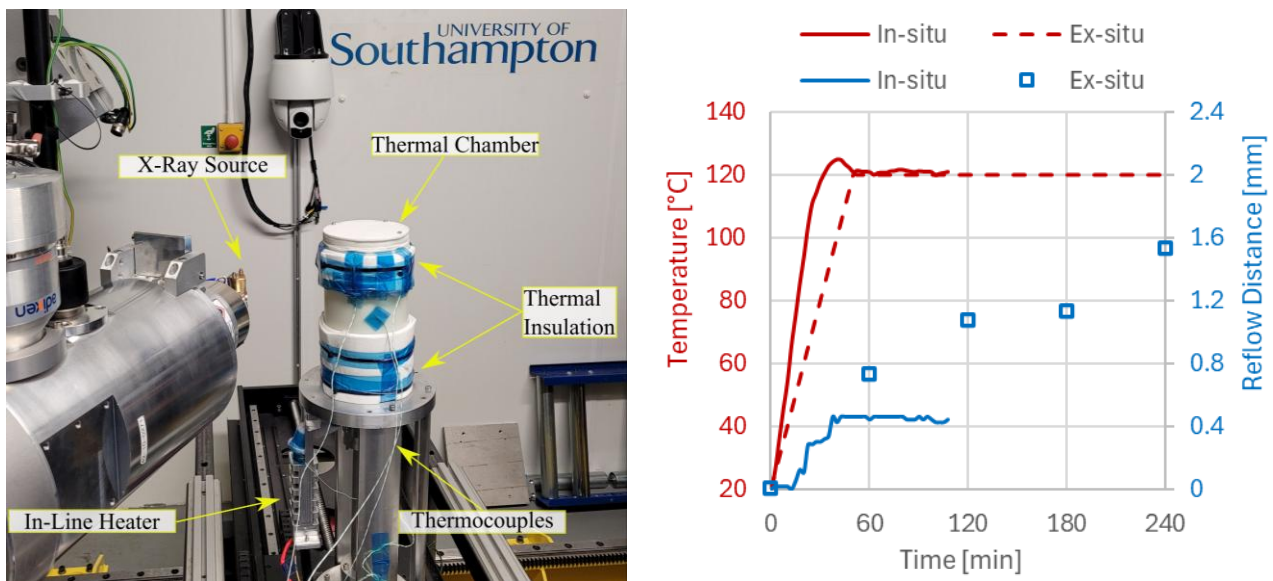 UNIVERSITY OF
Southampton
Thermal Chamber
X-Ray Source
Thermal
Insulation
In-Line Heater
Thermocouples
In-situ
Ex-situ
In-situ
Ex-situ
Temperature [°C]
140
120
100
80
60
40
20
2.4
2
1.6
1.2
0.8
0.4
0
Reflow Distance [mm]
0
60
120
180
240
Time [min]